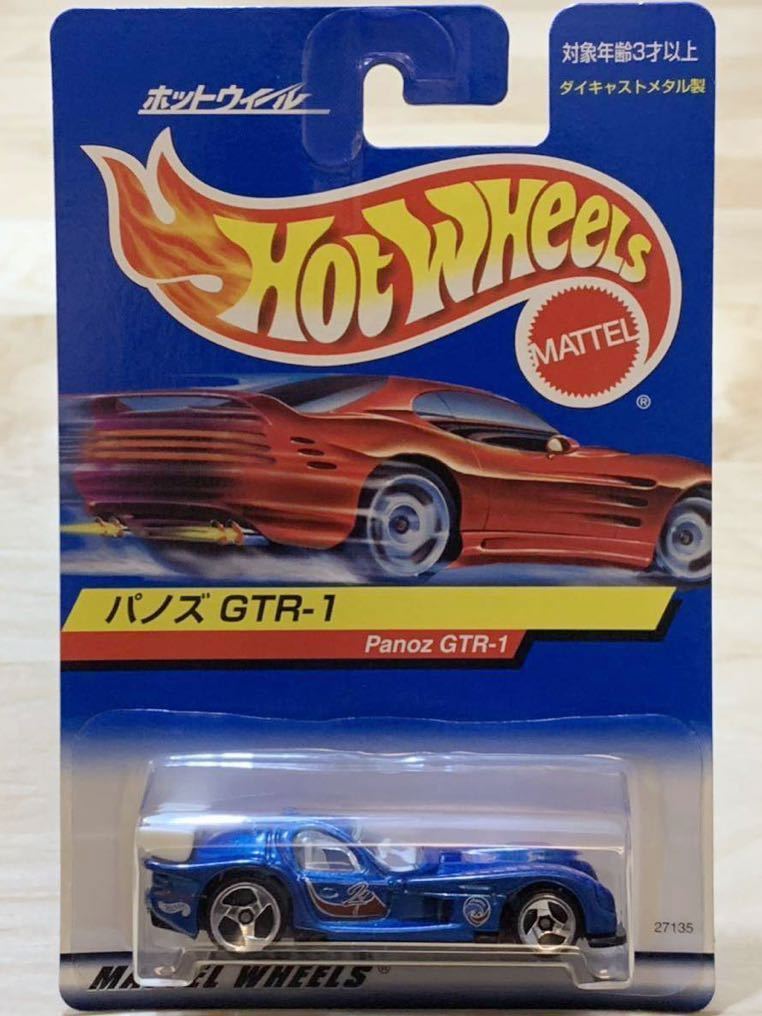 対象年齢3才以上
ホットウィール
ダイキャストメタル製
HOT WHEELS
MATTEL
®
パノズ GTR-1
Panoz GTR-1
27135
MATTEL WHEELS®